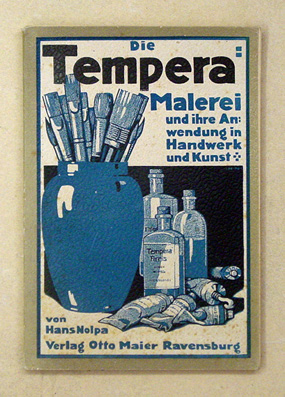 Die
Tempera:
Malerei
und ihre An:
wendung in
Handwerk
und Kunst
Tempera
von
Hans Nolpa
Verlag Otto Maier Ravensburg